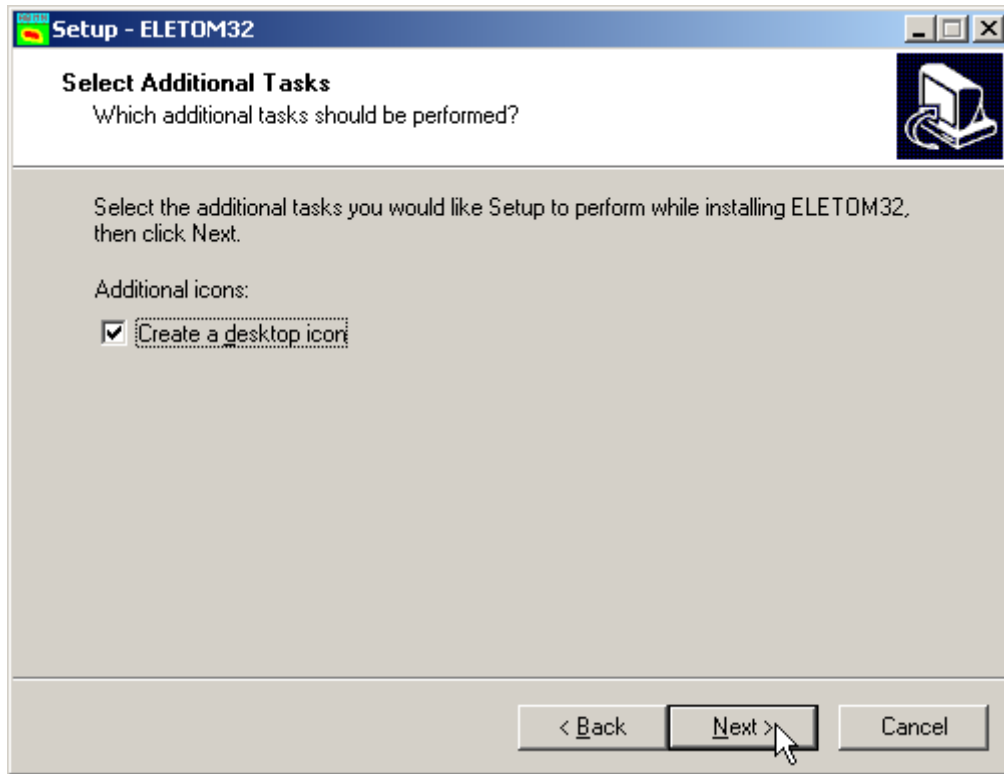 Setup - ELETOM32
Select Additional Tasks
Which additional tasks should be performed?
Select the additional tasks you would like Setup to perform while installing ELETOM32,
then click Next.
Additional icons:
Create a desktop icon
< Back
Next >
Cancel